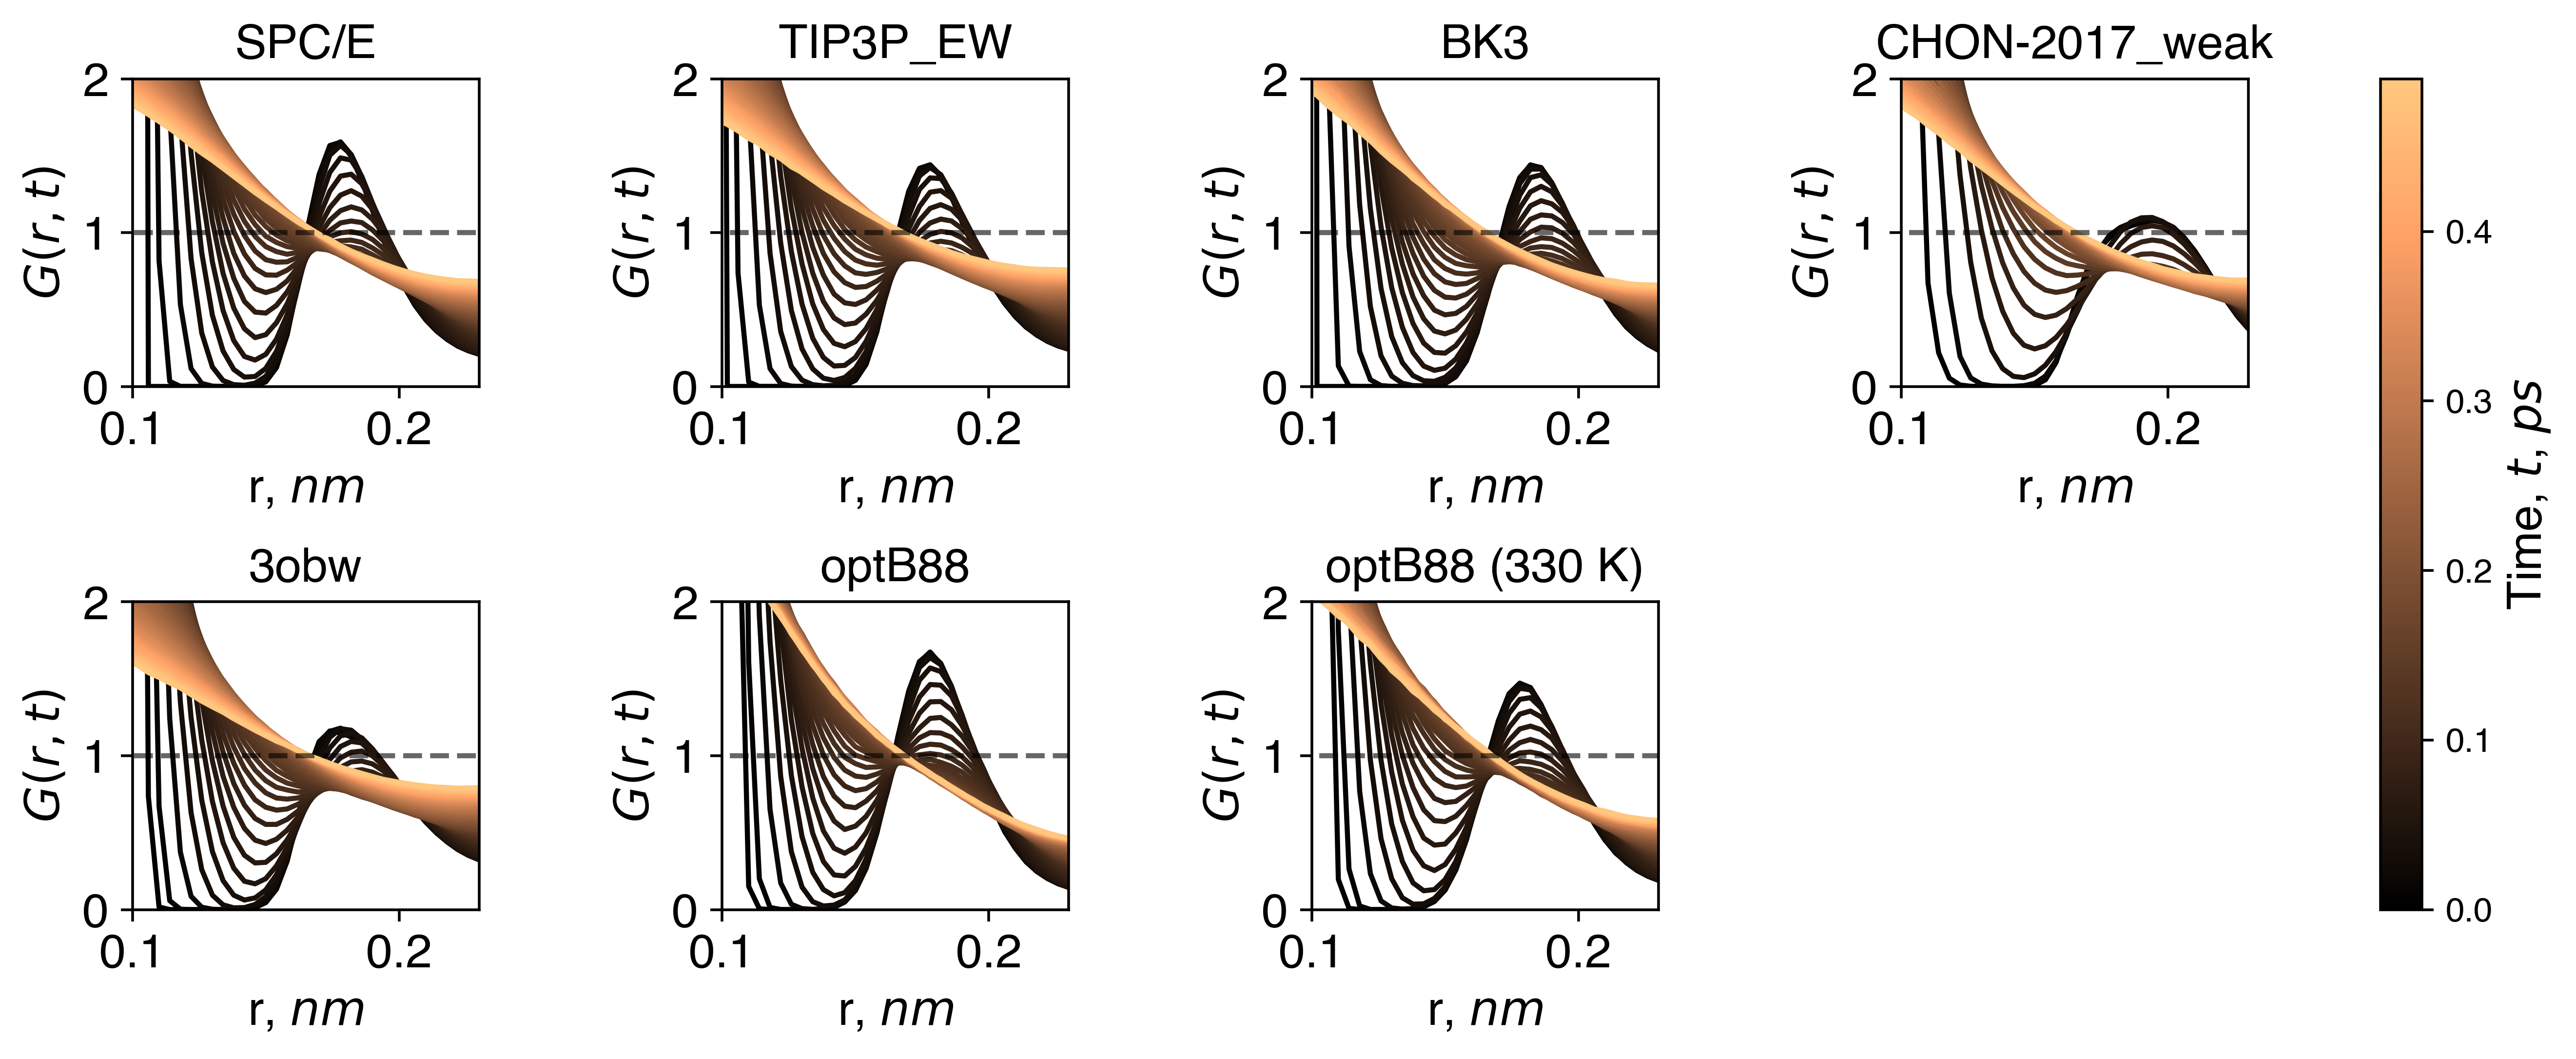 SPC/E
TIP3P_EW
BK3
CHON-2017_weak
2
1
0
G(r, t)
0.1
0.2
r, nm
2
1
0
G(r, t)
0.1
0.2
r, nm
2
1
0
G(r, t)
0.1
0.2
r, nm
2
1
0
G(r, t)
0.1
0.2
r, nm
3obw
optB88
optB88 (330 K)
2
1
0
G(r, t)
0.1
0.2
r, nm
2
1
0
G(r, t)
0.1
0.2
r, nm
2
1
0
G(r, t)
0.1
0.2
r, nm
0.4
0.3
0.2
0.1
0.0
Time, t, ps